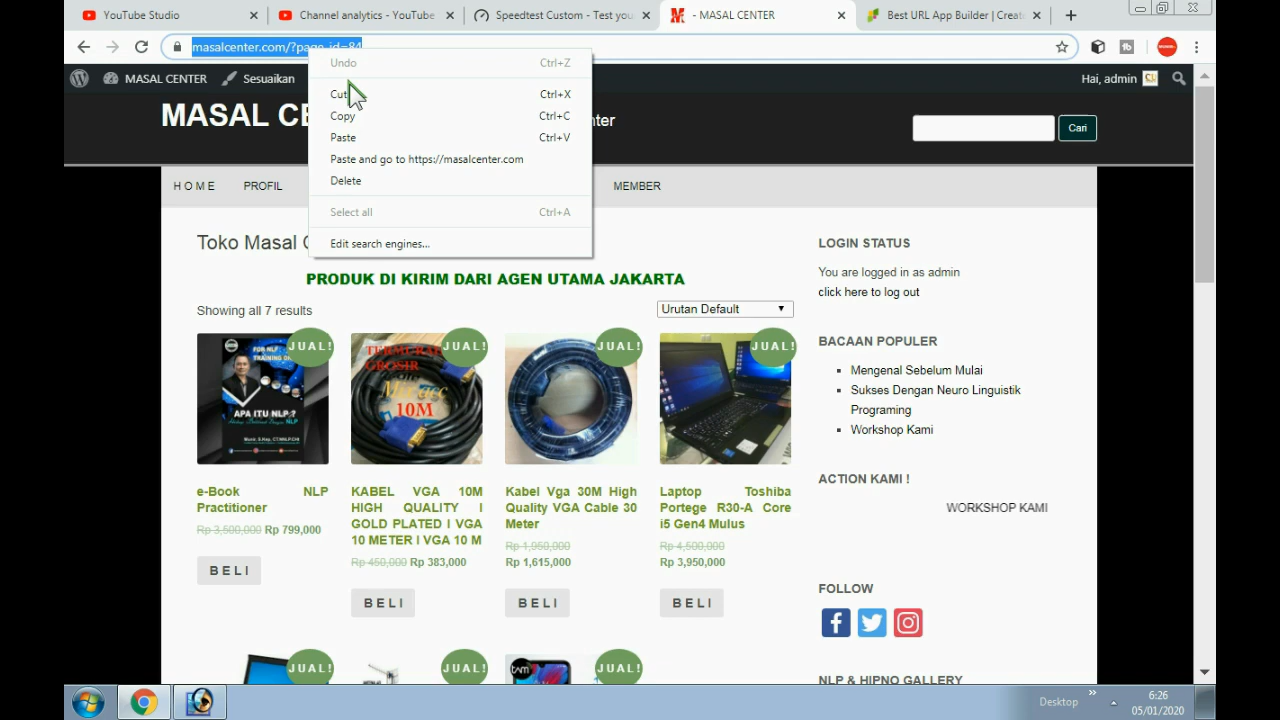 YouTube Studio
Channel analytics - YouTube
Speedtest Custom - Test you
- MASAL CENTER
Best URL App Builder | Create
masalcenter.com/?page_id=84
MASAL CENTER
Sesuaikan
Hai, admin
Undo Ctrl+Z
Cut Ctrl+X
Copy Ctrl+C
Paste Ctrl+V
Paste and go to https://masalcenter.com
Delete
Select all Ctrl+A
Edit search engines...
MASAL CE
nter
Cari
HOME
PROFIL
MEMBER
Toko Masal C
PRODUK DI KIRIM DARI AGEN UTAMA JAKARTA
Showing all 7 results
Urutan Default
JUAL!
JUAL!
JUAL!
JUAL!
NLP TRAINING
APA ITU NLP?
TERMURAH
GROSIR
10M
e-Book NLP
Practitioner
Rp 3,500,000 Rp 799,000
BELI
KABEL VGA 10M
HIGH QUALITY I
GOLD PLATED I VGA
10 METER I VGA 10 M
Rp 450,000 Rp 383,000
BELI
Kabel Vga 30M High
Quality VGA Cable 30
Meter
Rp 1,950,000
Rp 1,615,000
BELI
Laptop Toshiba
Portege R30-A Core
i5 Gen4 Mulus
Rp 4,500,000
Rp 3,950,000
BELI
JUAL!
JUAL!
JUAL!
LOGIN STATUS
You are logged in as admin
click here to log out
BACAAN POPULER
Mengenal Sebelum Mulai
Sukses Dengan Neuro Linguistik
Programing
Workshop Kami
ACTION KAMI !
WORKSHOP KAMI
FOLLOW
NLP & HIPNO GALLERY
Desktop
6:26
05/01/2020